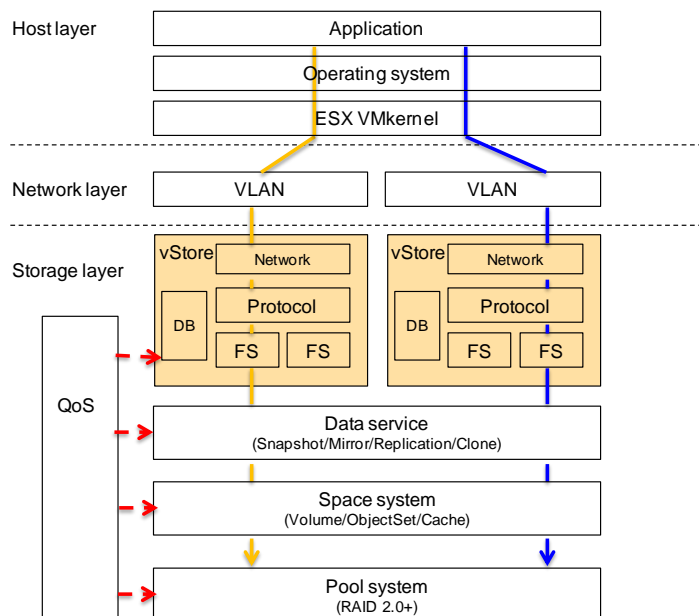 Host layer
Application
Operating system
ESX VMkernel
Network layer
VLAN
VLAN
Storage layer
vStore
Network
Protocol
DB
FS
FS
vStore
Network
Protocol
DB
FS
FS
QoS
Data service
(Snapshot/Mirror/Replication/Clone)
Space system
(Volume/ObjectSet/Cache)
Pool system
(RAID 2.0+)